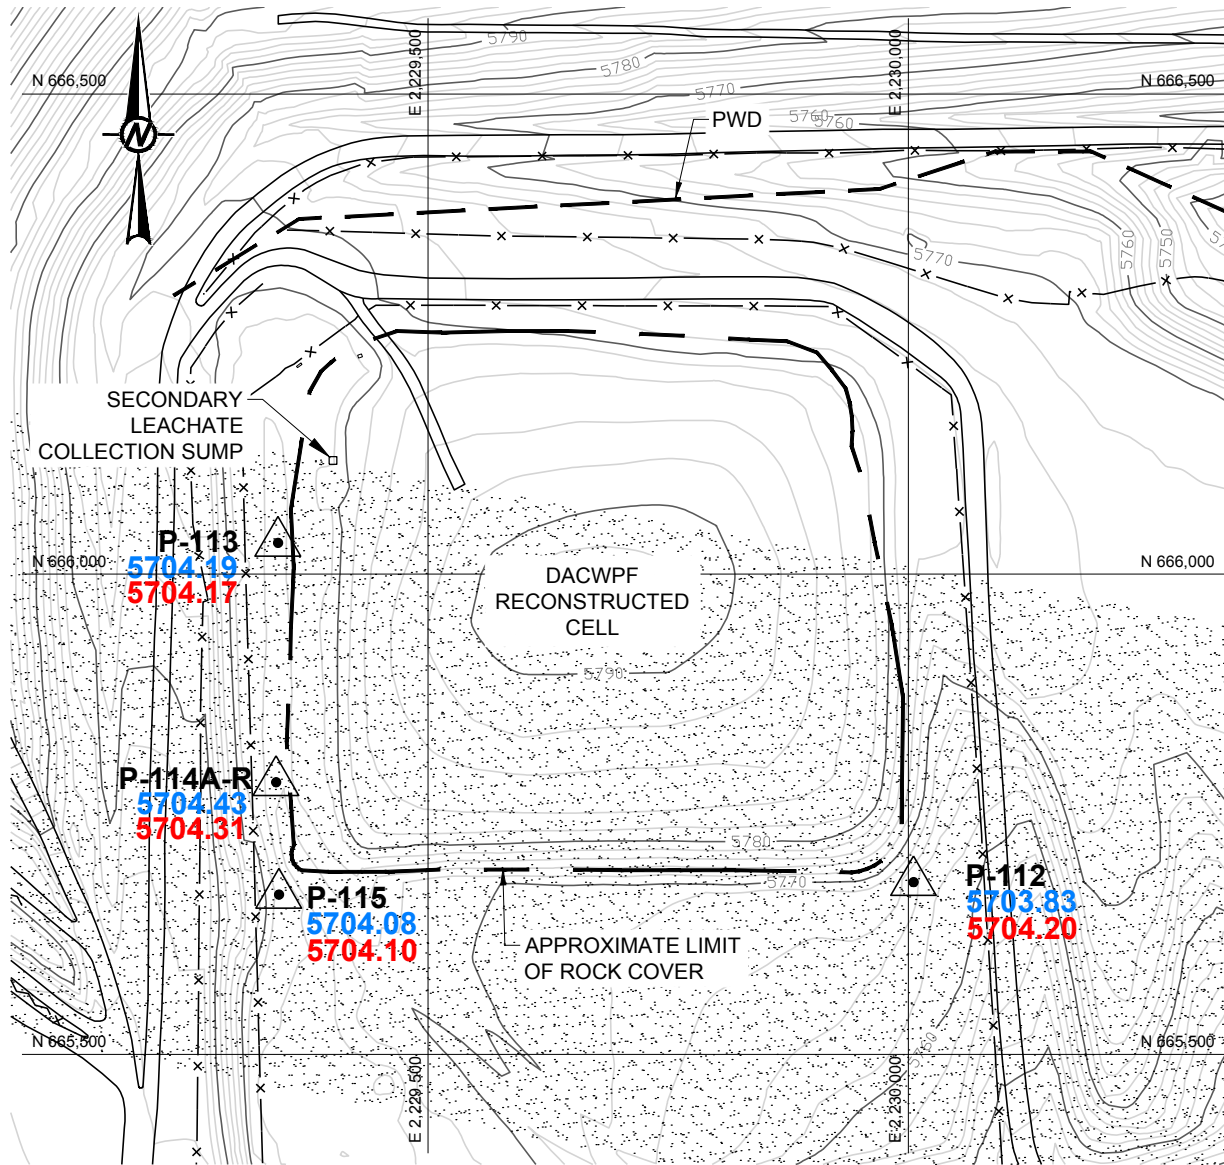 5790
E 2,229,500
E 2,230,000
5780
N 666,500
N 666,500
5770
PWD
5760
5760
N
5770
5760
5750
SECONDARY
LEACHATE
COLLECTION SUMP
P-113
5704.19
5704.17
N 666,000
N 666,000
DACWPF
RECONSTRUCTED
CELL
5790
P-114A-R
5704.43
5704.31
5780
5770
P-115
5704.08
5704.10
P-112
5703.83
5704.20
APPROXIMATE LIMIT
OF ROCK COVER
5760
N 665,500
N 665,500
E 2,229,500
E 2,230,000